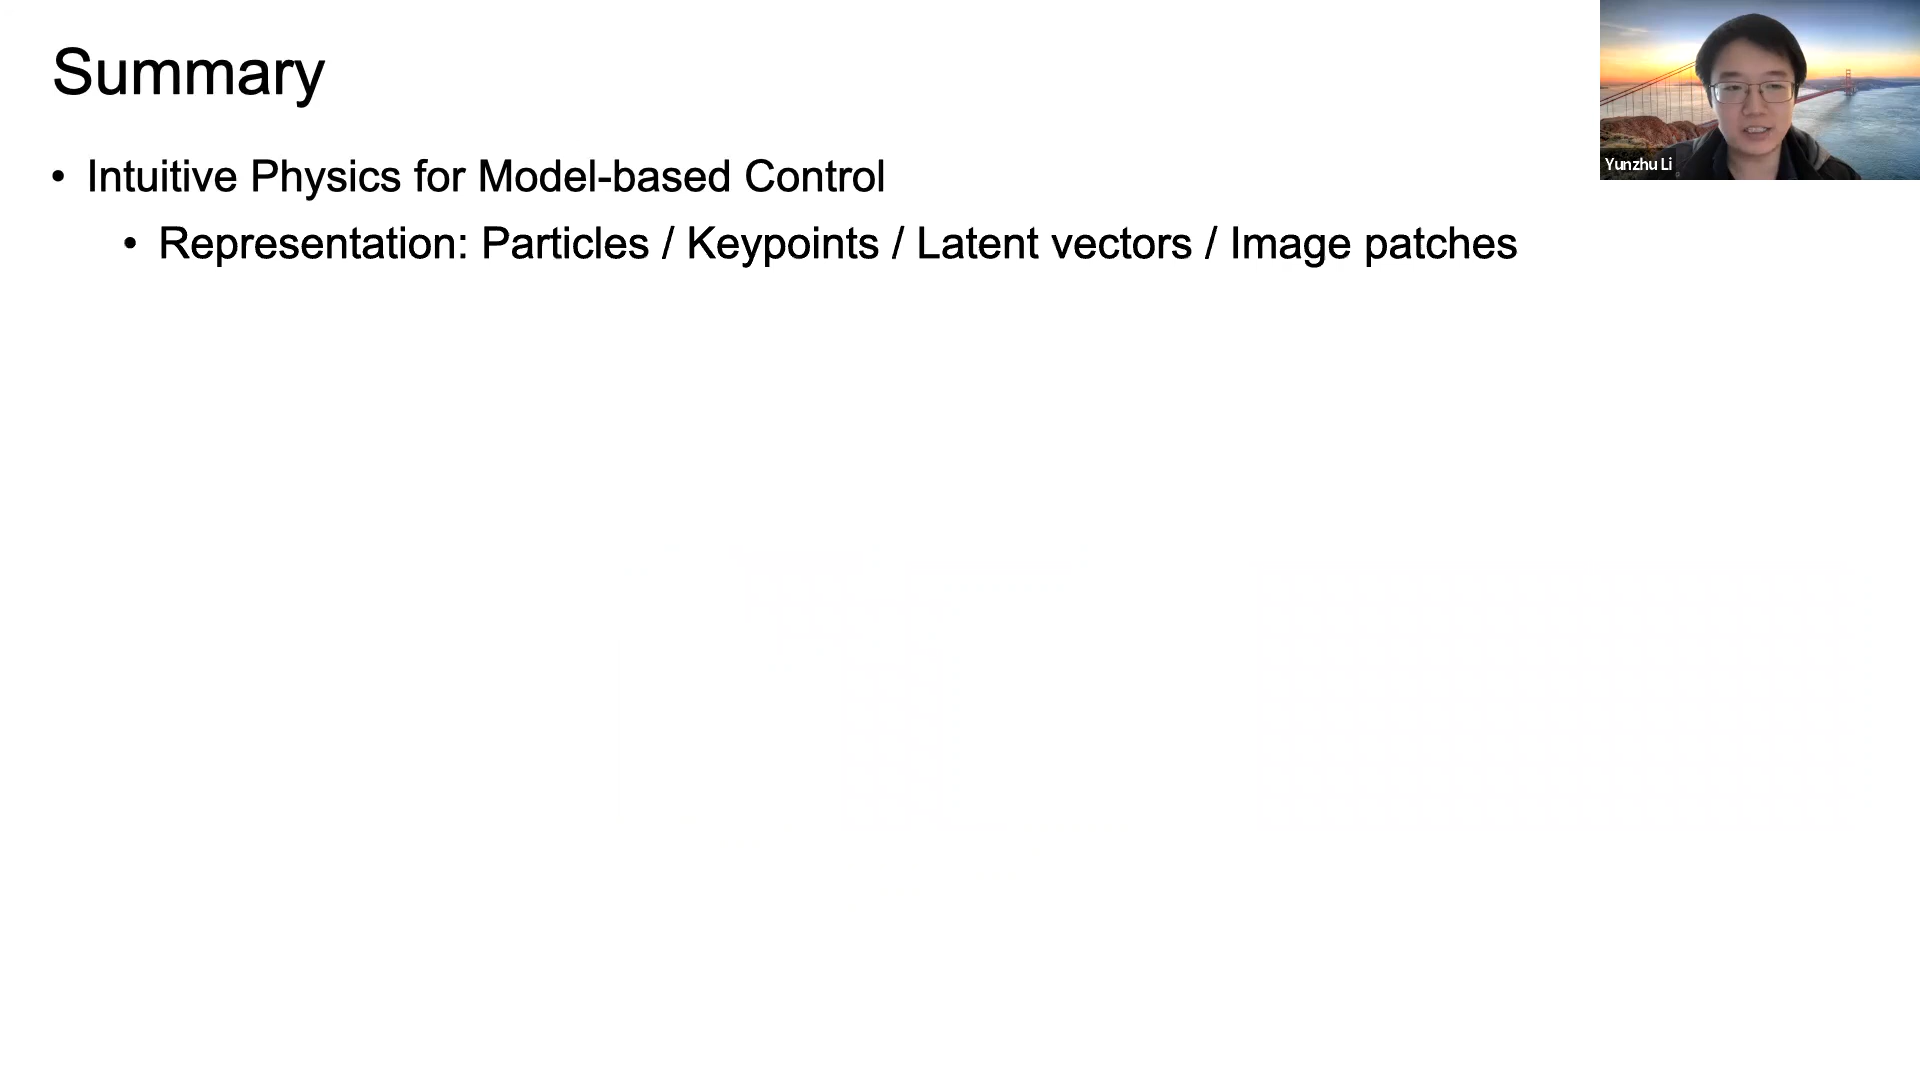 Summary
• Intuitive Physics for Model-based Control
• Representation: Particles / Keypoints / Latent vectors / Image patches
Yunzhu Li